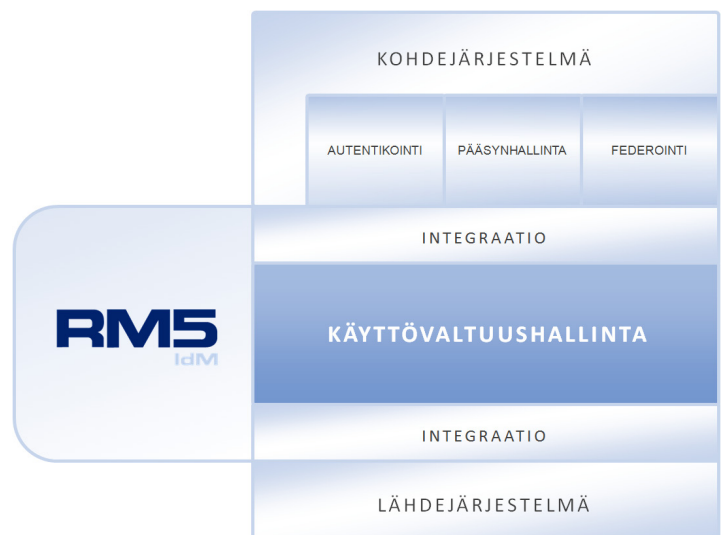 KOHDEJÄRJESTELMÄ
AUTENTIKOINTI PÄÄSYNHALLINTA FEDEROINTI
INTEGRAATIO
RM5
IdM
KÄYTTÖVALTUUSHALLINTA
INTEGRAATIO
LÄHDEJÄRJESTELMÄ